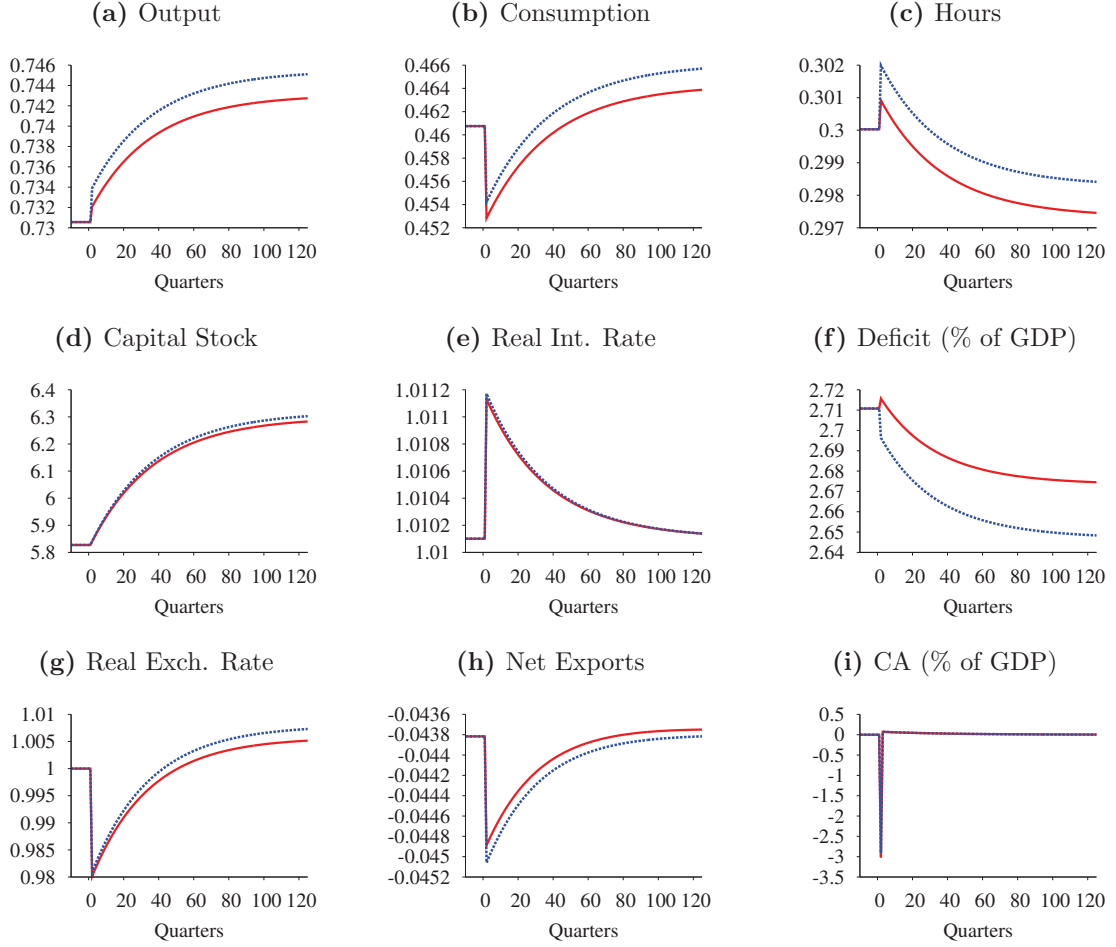 (a) Output
(b) Consumption
(c) Hours
0.746
0.744
0.742
0.74
0.738
0.736
0.734
0.732
0.73
0 20 40 60 80 100 120
Quarters
0.466
0.464
0.462
0.46
0.458
0.456
0.454
0.452
0 20 40 60 80 100 120
Quarters
0.302
0.301
0.3
0.299
0.298
0.297
0 20 40 60 80 100 120
Quarters
(d) Capital Stock
(e) Real Int. Rate
(f) Deficit (% of GDP)
6.4
6.3
6.2
6.1
6
5.9
5.8
0 20 40 60 80 100 120
Quarters
1.0112
1.011
1.0108
1.0106
1.0104
1.0102
1.01
0 20 40 60 80 100 120
Quarters
2.72
2.71
2.7
2.69
2.68
2.67
2.66
2.65
2.64
0 20 40 60 80 100 120
Quarters
(g) Real Exch. Rate
(h) Net Exports
(i) CA (% of GDP)
1.01
1.005
1
0.995
0.99
0.985
0.98
0 20 40 60 80 100 120
Quarters
-0.0436
-0.0438
-0.044
-0.0442
-0.0444
-0.0446
-0.0448
-0.045
-0.0452
0 20 40 60 80 100 120
Quarters
0.5
0
-0.5
-1
-1.5
-2
-2.5
-3
-3.5
0 20 40 60 80 100 120
Quarters